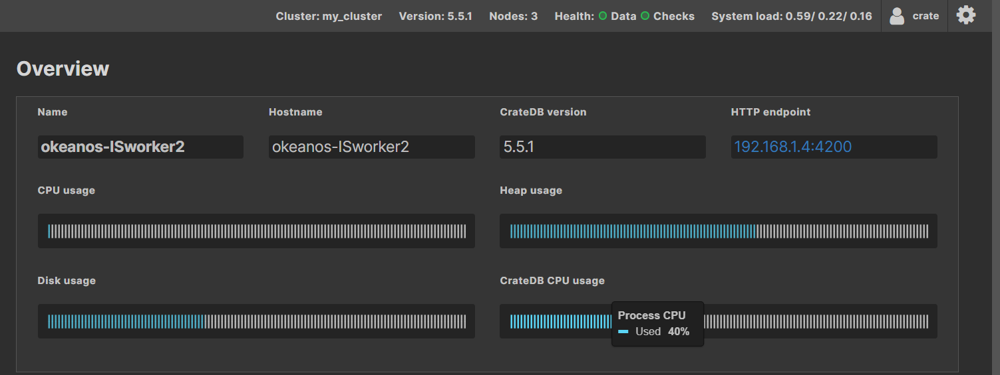 Cluster: my_cluster Version: 5.5.1 Nodes: 3 Health: Data Checks System load: 0.59/ 0.22/ 0.16 crate
Overview
Name Hostname CrateDB version HTTP endpoint
okeanos-ISworker2 okeanos-ISworker2 5.5.1 192.168.1.4:4200
CPU usage Heap usage
Disk usage CrateDB CPU usage
Process CPU
Used 40%